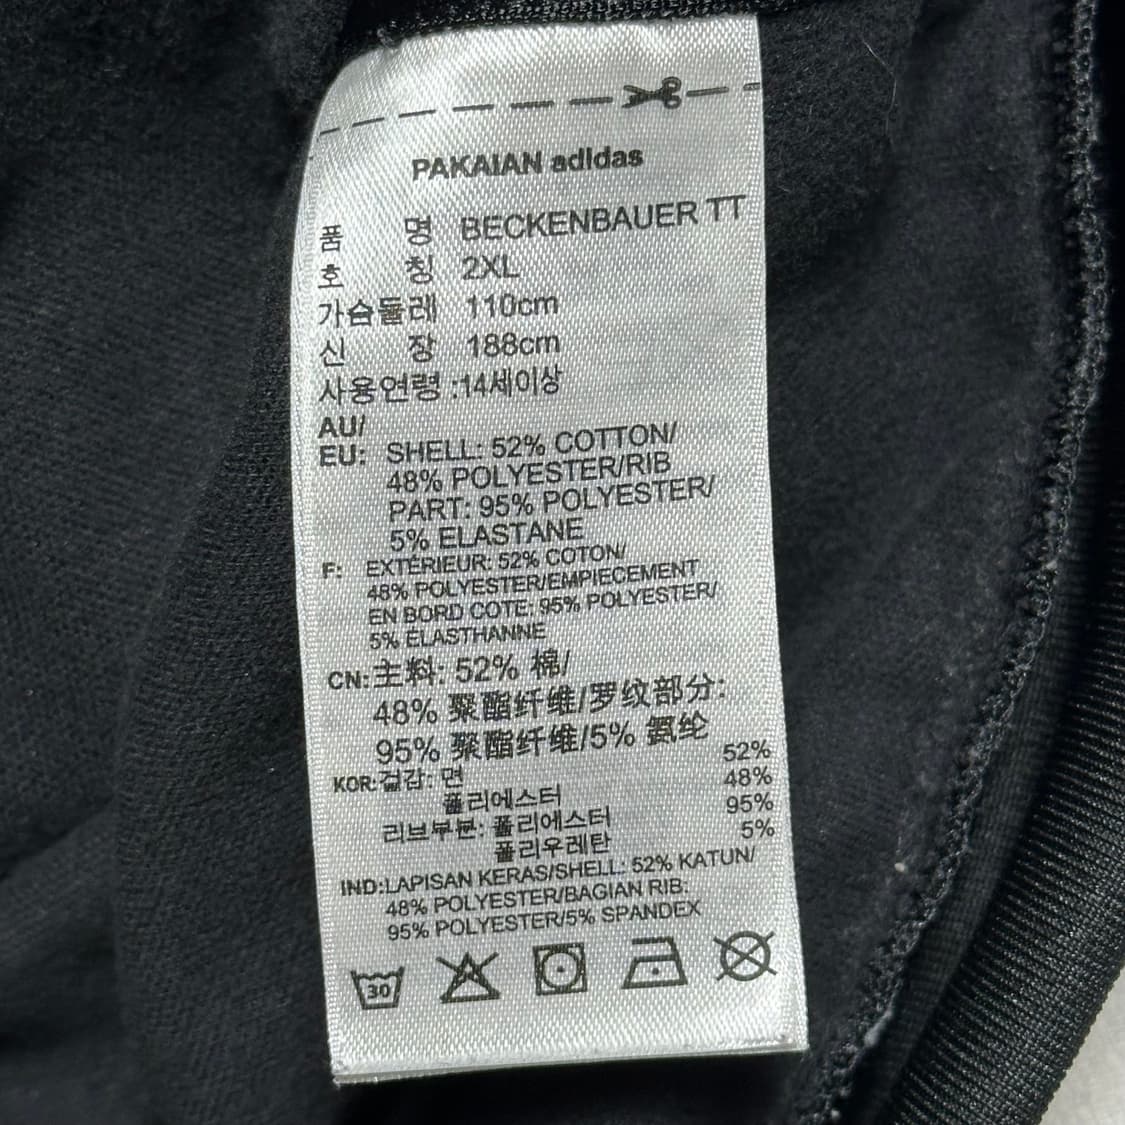 PAKAIAN adidas
품 명 BECKENBAUER TT
호 칭 2XL
가슴둘레 110cm
신 장 188cm
사용연령 :14세이상
AU/
EU: SHELL: 52% COTTON/
48% POLYESTER/RIB
PART: 95% POLYESTER/
5% ELASTANE
F: EXTÉRIEUR: 52% COTON/
48% POLYESTER/EMPIECEMENT
EN BORD COTE: 95% POLYESTER/
5% ELASTHANNE
CN:主料: 52% 棉/
48% 聚酯纤维/罗纹部分:
95% 聚酯纤维/5% 氨纶
KOR:겉감: 면 52%
폴리에스터 48%
리브부분: 폴리에스터 95%
폴리우레탄 5%
IND:LAPISAN KERAS/SHELL: 52% KATUN/
48% POLYESTER/BAGIAN RIB:
95% POLYESTER/5% SPANDEX
30